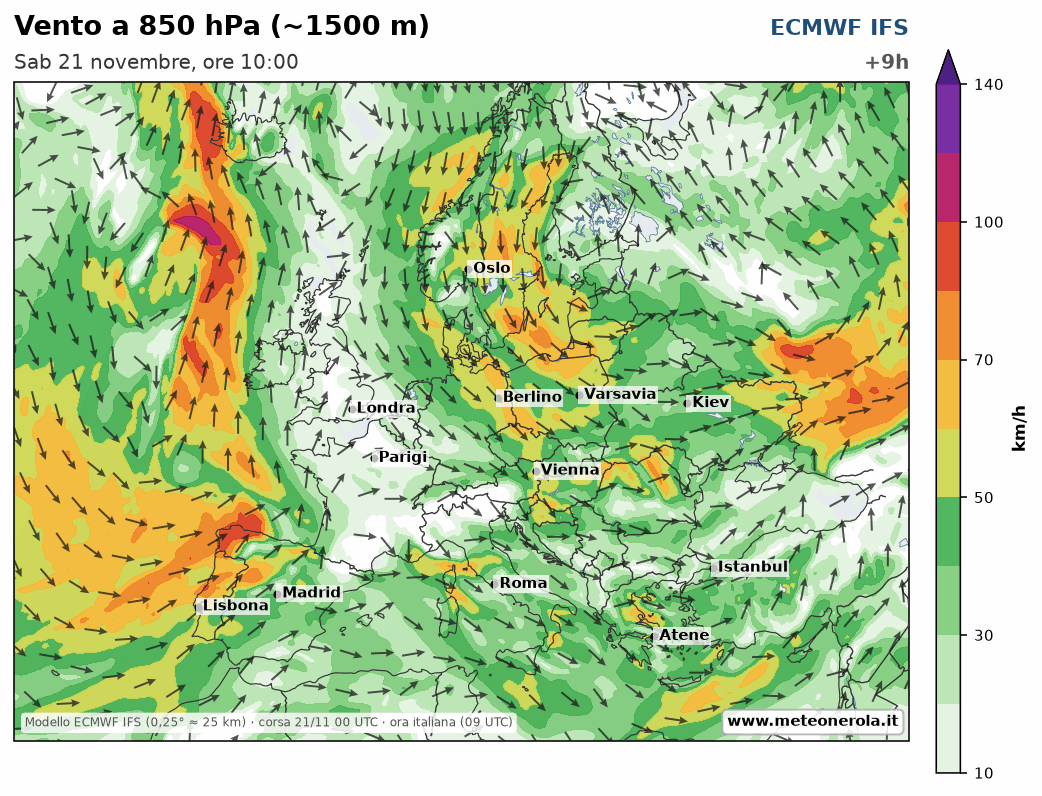 Vento a 850 hPa (~1500 m)
ECMWF IFS
Sab 21 novembre, ore 10:00
+9h
140
100
70
50
30
10
km/h
Oslo
Berlino
Varsavia
Kiev
Londra
Parigi
Vienna
Istanbul
Roma
Madrid
Lisbona
Atene
Modello ECMWF IFS (0,25° ≈ 25 km) · corsa 21/11 00 UTC · ora italiana (09 UTC)
www.meteonerola.it